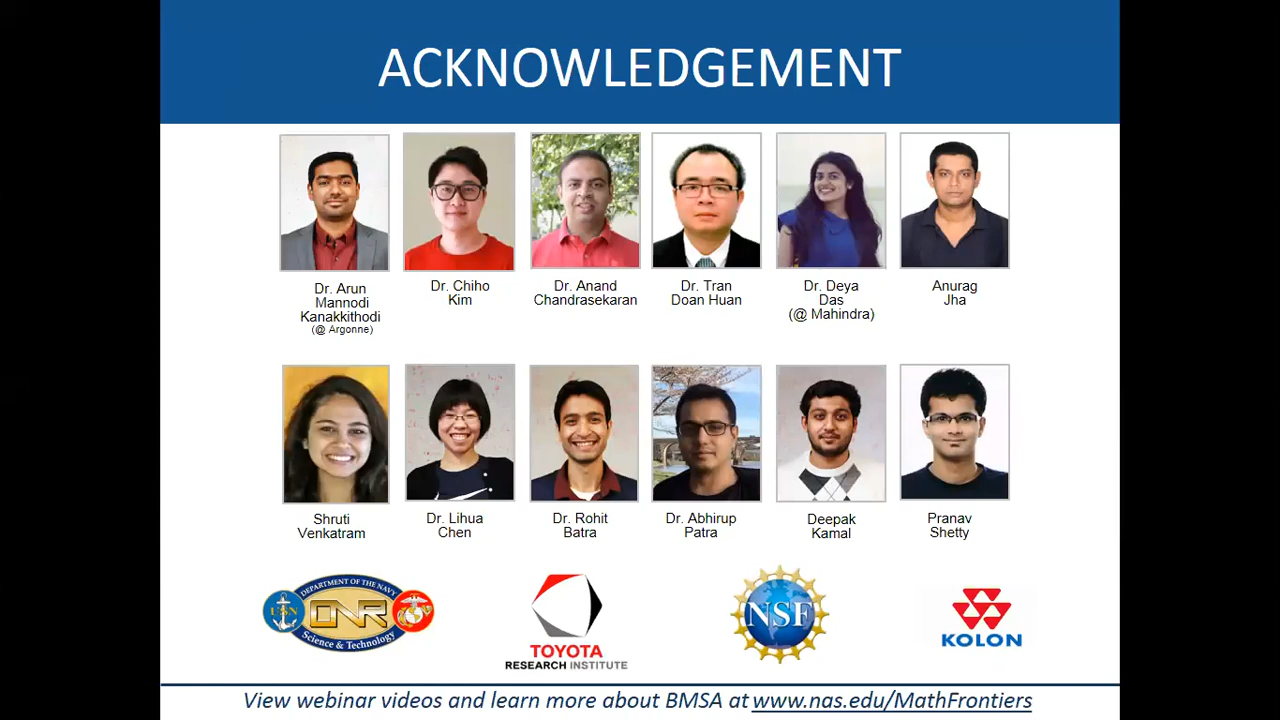 ACKNOWLEDGEMENT
Dr. Arun
Mannodi
Kanakkithodi
(@ Argonne)
Dr. Chiho
Kim
Dr. Anand
Chandrasekaran
Dr. Tran
Doan Huan
Dr. Deya
Das
(@ Mahindra)
Anurag
Jha
Shruti
Venkatram
Dr. Lihua
Chen
Dr. Rohit
Batra
Dr. Abhirup
Patra
Deepak
Kamal
Pranav
Shetty
DEPARTMENT OF THE NAVY
USN
ONR
Science & Technology
TOYOTA
RESEARCH INSTITUTE
NSF
KOLON
View webinar videos and learn more about BMSA at www.nas.edu/MathFrontiers